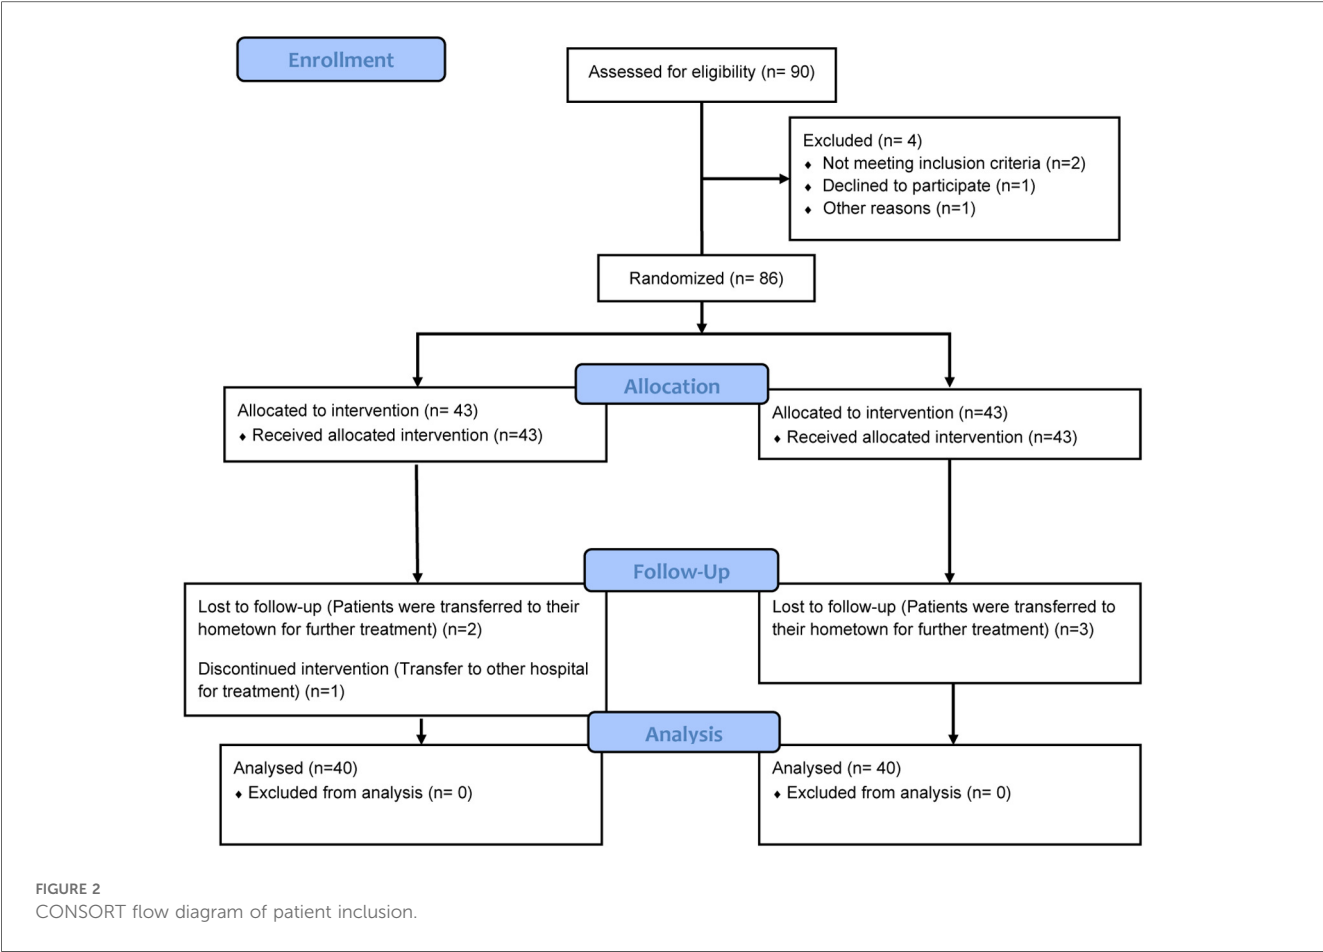 Enrollment
Assessed for eligibility (n= 90)
Excluded (n= 4)
♦ Not meeting inclusion criteria (n=2)
♦ Declined to participate (n=1)
♦ Other reasons (n=1)
Randomized (n= 86)
Allocation
Allocated to intervention (n= 43)
♦ Received allocated intervention (n=43)
Allocated to intervention (n=43)
♦ Received allocated intervention (n=43)
Follow-Up
Lost to follow-up (Patients were transferred to their
hometown for further treatment) (n=2)
Discontinued intervention (Transfer to other hospital
for treatment) (n=1)
Lost to follow-up (Patients were transferred to
their hometown for further treatment) (n=3)
Analysis
Analysed (n=40)
♦ Excluded from analysis (n= 0)
Analysed (n= 40)
♦ Excluded from analysis (n= 0)
FIGURE 2
CONSORT flow diagram of patient inclusion.